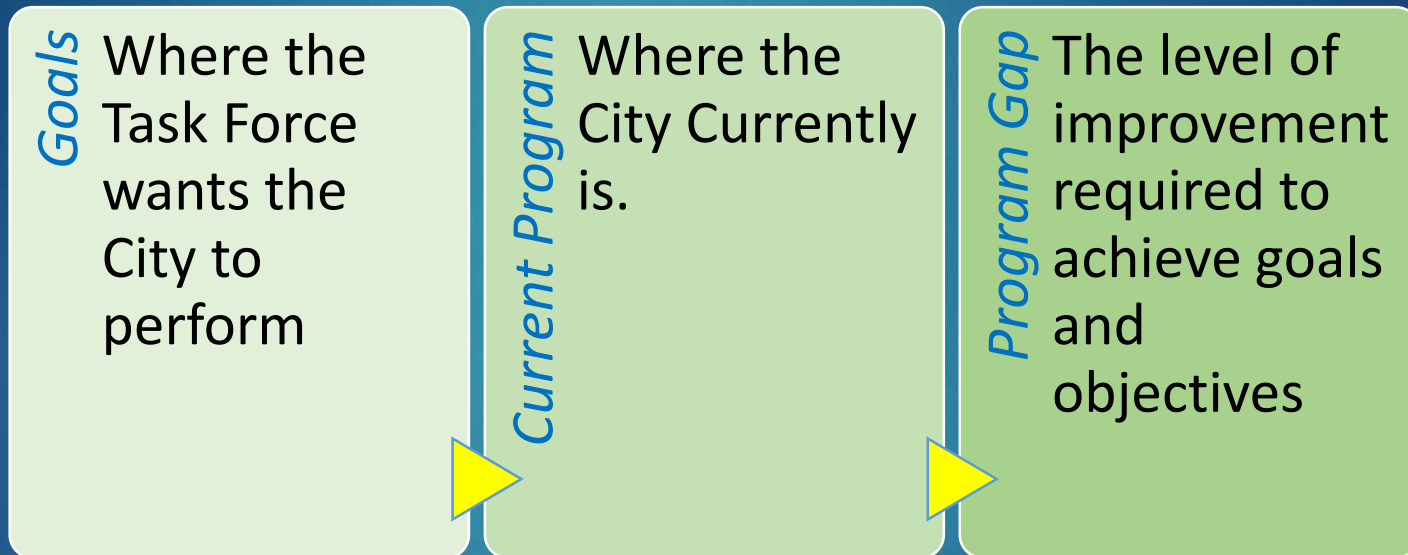 Goals
Where the
Task Force
wants the
City to
perform
Current Program
Where the
City Currently
is.
Program Gap
The level of
improvement
required to
achieve goals
and
objectives